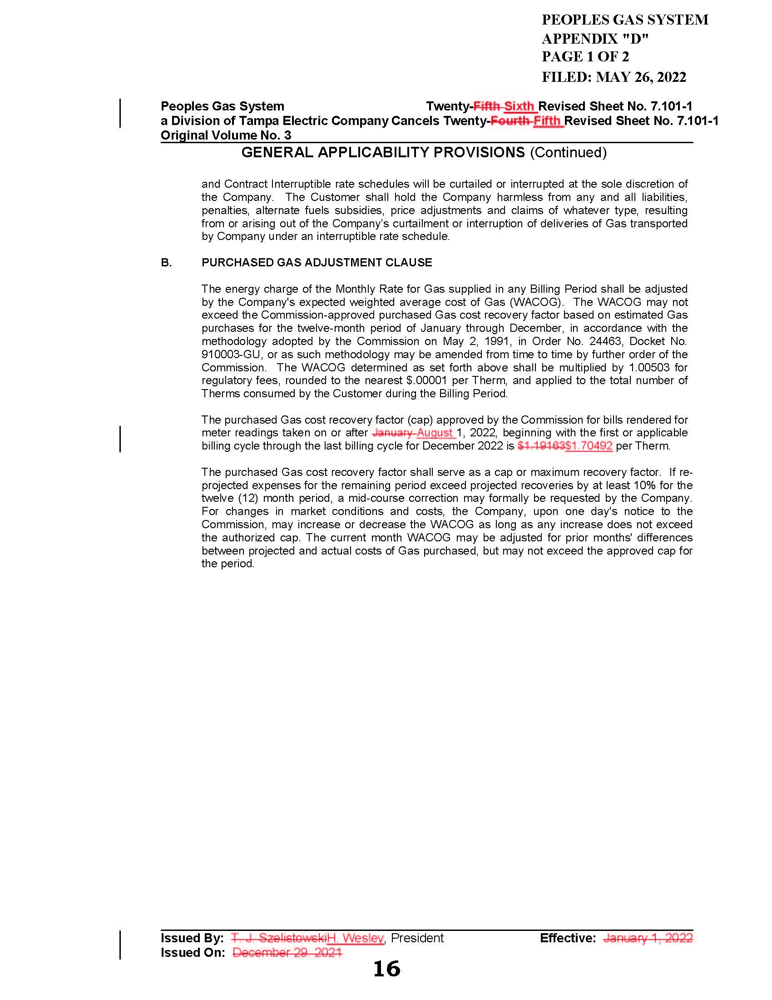 PEOPLES GAS SYSTEM
APPENDIX "D"
PAGE 1 OF 2
FILED: MAY 26, 2022
Peoples Gas System Twenty-Fifth Sixth Revised Sheet No. 7.101-1
a Division of Tampa Electric Company Cancels Twenty-Fourth Fifth Revised Sheet No. 7.101-1
Original Volume No. 3
GENERAL APPLICABILITY PROVISIONS (Continued)
and Contract Interruptible rate schedules will be curtailed or interrupted at the sole discretion of
the Company. The Customer shall hold the Company harmless from any and all liabilities,
penalties, alternate fuels subsidies, price adjustments and claims of whatever type, resulting
from or arising out of the Company’s curtailment or interruption of deliveries of Gas transported
by Company under an interruptible rate schedule.
B. PURCHASED GAS ADJUSTMENT CLAUSE
The energy charge of the Monthly Rate for Gas supplied in any Billing Period shall be adjusted
by the Company's expected weighted average cost of Gas (WACOG). The WACOG may not
exceed the Commission-approved purchased Gas cost recovery factor based on estimated Gas
purchases for the twelve-month period of January through December, in accordance with the
methodology adopted by the Commission on May 2, 1991, in Order No. 24463, Docket No.
910003-GU, or as such methodology may be amended from time to time by further order of the
Commission. The WACOG determined as set forth above shall be multiplied by 1.00503 for
regulatory fees, rounded to the nearest $.00001 per Therm, and applied to the total number of
Therms consumed by the Customer during the Billing Period.
The purchased Gas cost recovery factor (cap) approved by the Commission for bills rendered for
meter readings taken on or after January August 1, 2022, beginning with the first or applicable
billing cycle through the last billing cycle for December 2022 is $1.19163$1.70492 per Therm.
The purchased Gas cost recovery factor shall serve as a cap or maximum recovery factor. If re-
projected expenses for the remaining period exceed projected recoveries by at least 10% for the
twelve (12) month period, a mid-course correction may formally be requested by the Company.
For changes in market conditions and costs, the Company, upon one day's notice to the
Commission, may increase or decrease the WACOG as long as any increase does not exceed
the authorized cap. The current month WACOG may be adjusted for prior months' differences
between projected and actual costs of Gas purchased, but may not exceed the approved cap for
the period.
Issued By: T. J. SzelistowskiH. Wesley, President Effective: January 1, 2022
Issued On: December 29, 2021
16